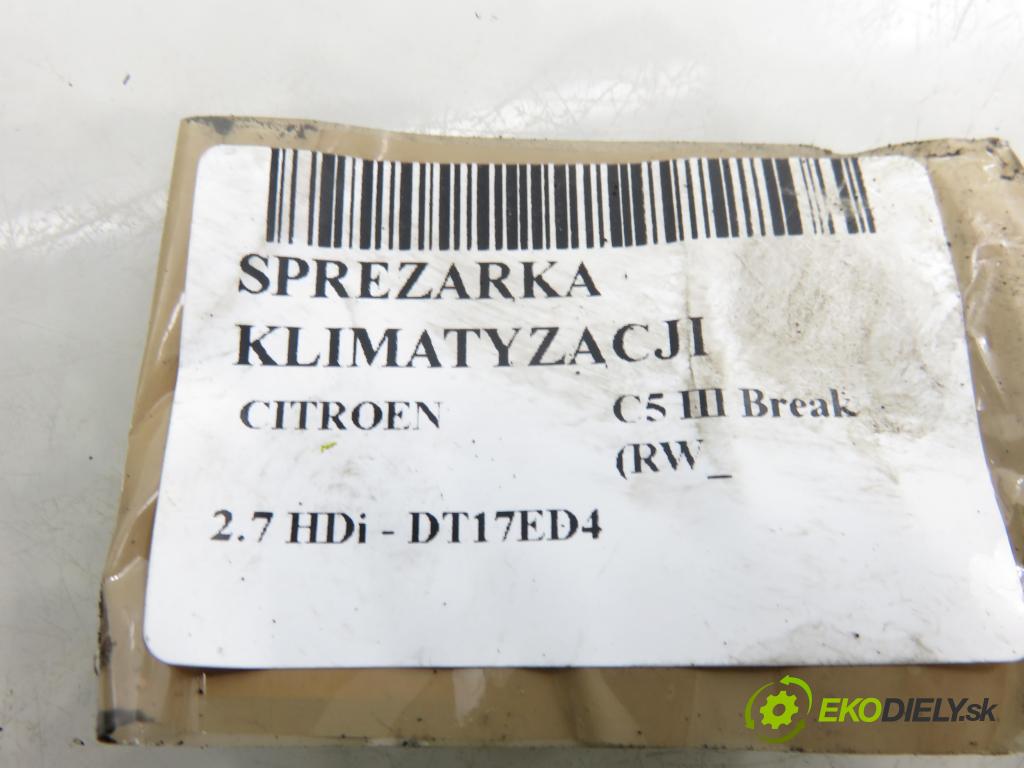 SPREZARKA
KLIMATYZACJI
CITROEN C5 III Break
(RW_
2.7 HDi - DT17ED4
EKODIELY.sk